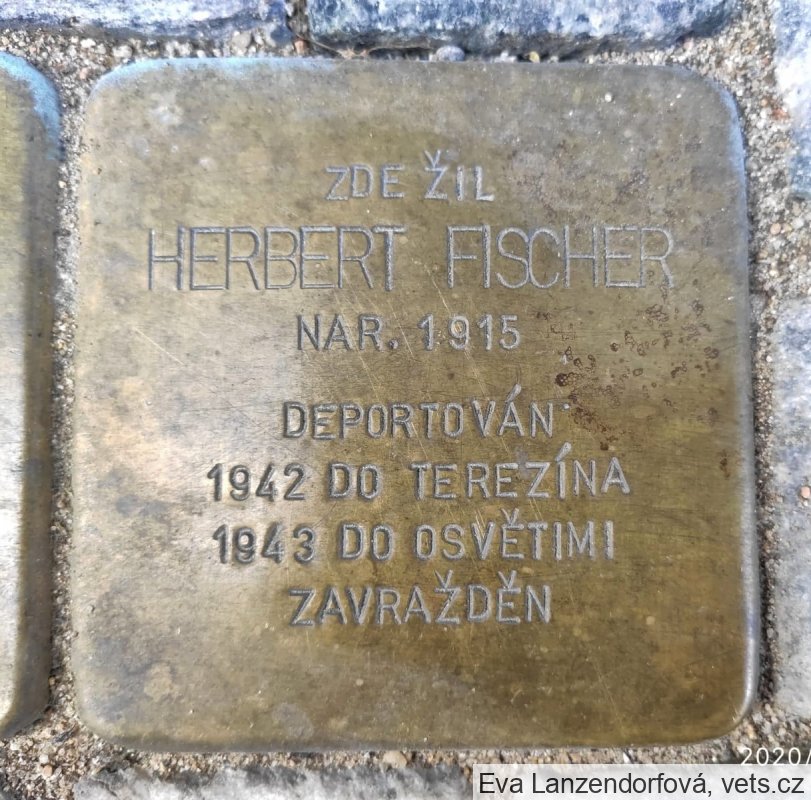 ZDE ŽIL
HERBERT FISCHER
NAR. 1915
DEPORTOVÁN
1942 DO TEREZÍNA
1943 DO OSVĚTIMI
ZAVRAŽDĚN
2020/
Eva Lanzendorfová, vets.cz